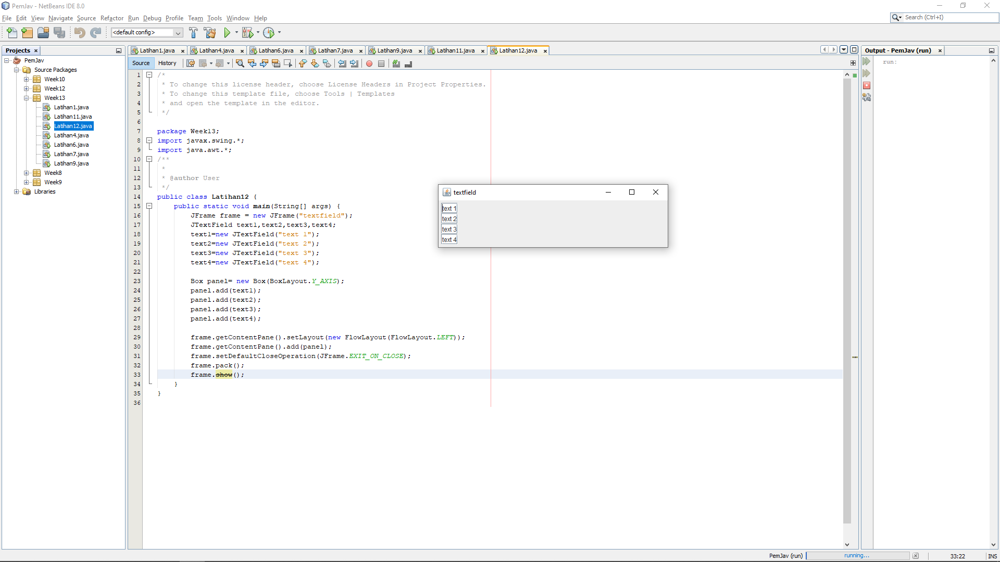 PemJav - NetBeans IDE 8.0
File Edit View Navigate Source Refactor Run Debug Profile Team Tools Window Help
Search (Ctrl+I)
<default config>
Projects
PemJav
Source Packages
Week10
Week12
Week13
Latihan1.java
Latihan11.java
Latihan12.java
Latihan4.java
Latihan6.java
Latihan7.java
Latihan9.java
Week8
Week9
Libraries
Latihan1.java Latihan4.java Latihan6.java Latihan7.java Latihan9.java Latihan11.java Latihan12.java
Source History
1 /*
2 * To change this license header, choose License Headers in Project Properties.
3 * To change this template file, choose Tools | Templates
4 * and open the template in the editor.
5 */
6
7 package Week13;
8 import javax.swing.*;
9 import java.awt.*;
10 /**
11 *
12 * @author User
13 */
14 public class Latihan12 {
15 public static void main(String[] args) {
16 JFrame frame = new JFrame("textfield");
17 JTextField text1,text2,text3,text4;
18 text1=new JTextField("text 1");
19 text2=new JTextField("text 2");
20 text3=new JTextField("text 3");
21 text4=new JTextField("text 4");
22
23 Box panel= new Box(BoxLayout.Y_AXIS);
24 panel.add(text1);
25 panel.add(text2);
26 panel.add(text3);
27 panel.add(text4);
28
29 frame.getContentPane().setLayout(new FlowLayout(FlowLayout.LEFT));
30 frame.getContentPane().add(panel);
31 frame.setDefaultCloseOperation(JFrame.EXIT_ON_CLOSE);
32 frame.pack();
33 frame.show();
34 }
35 }
36
textfield
text 1
text 2
text 3
text 4
Output - PemJav (run)
run:
PemJav (run) running... 33:22 INS